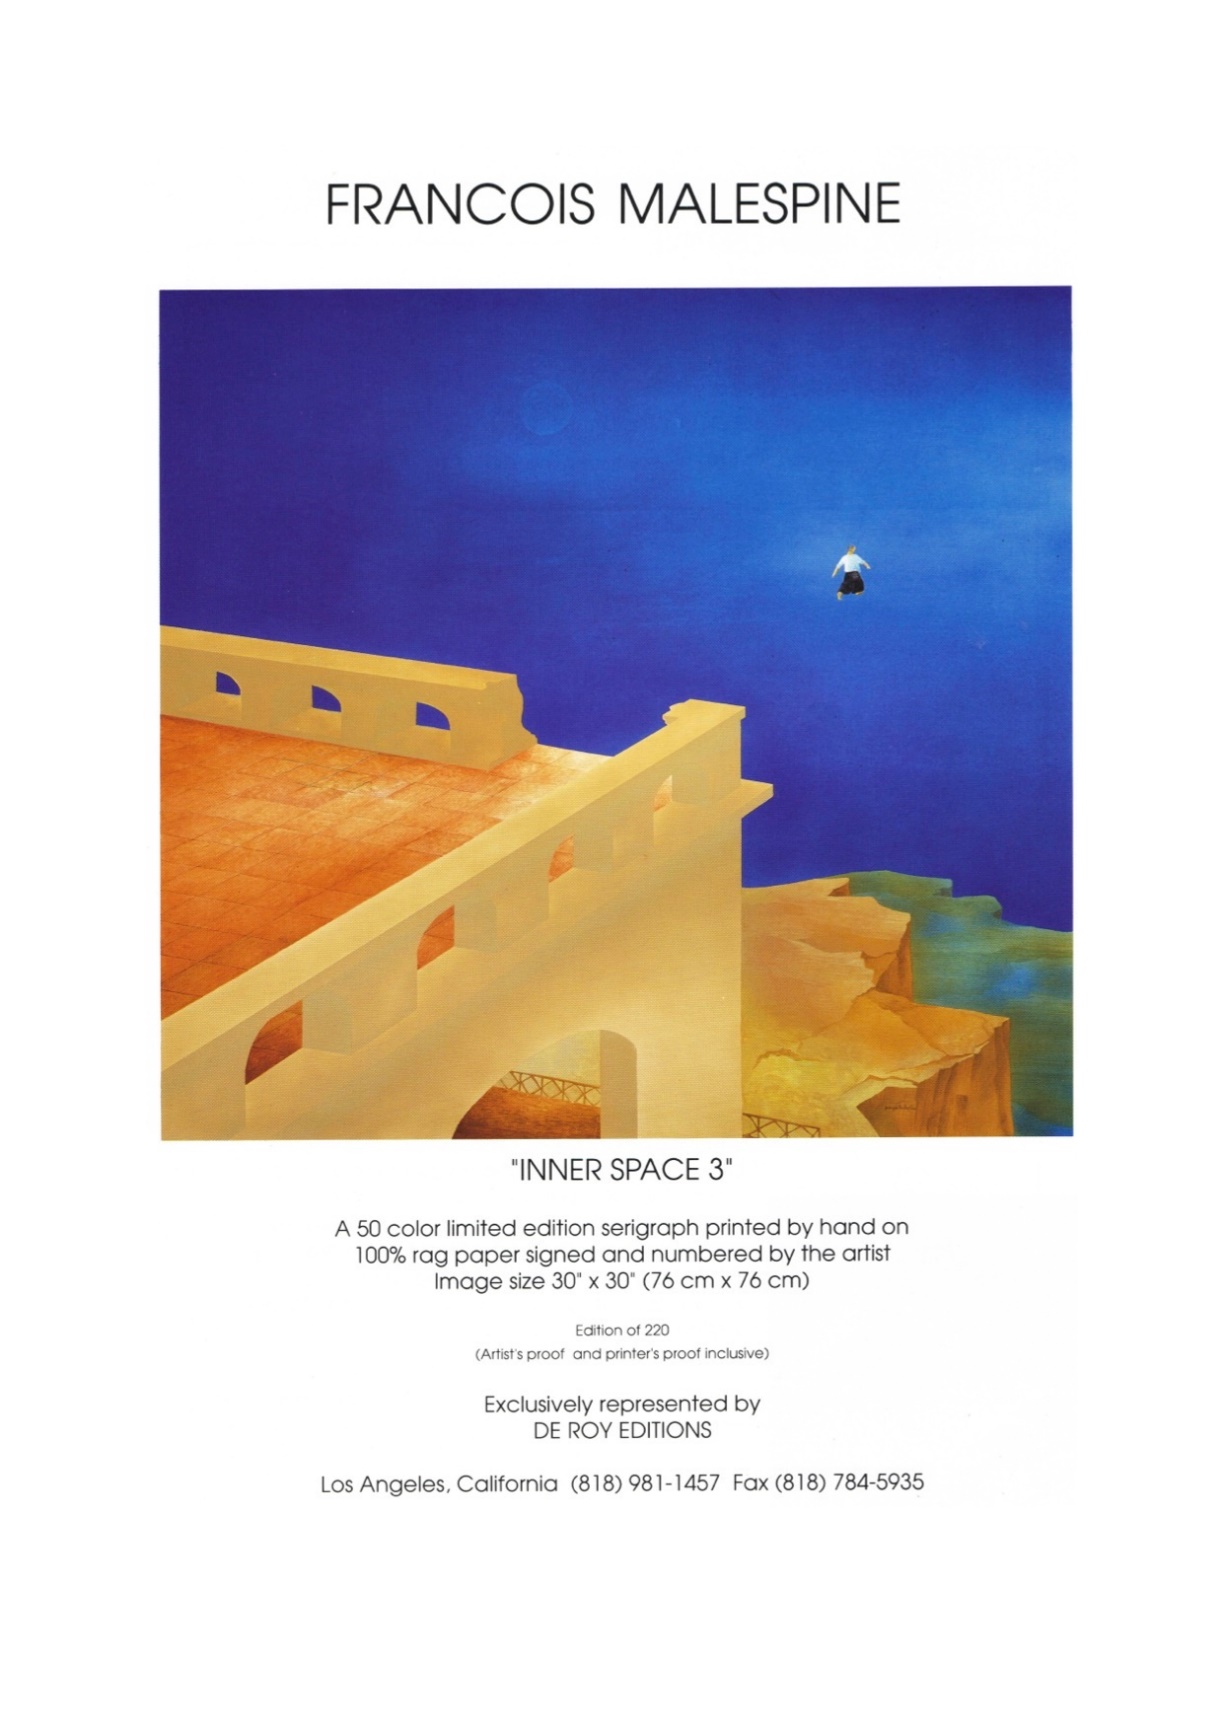 FRANCOIS MALESPINE
"INNER SPACE 3"
A 50 color limited edition serigraph printed by hand on
100% rag paper signed and numbered by the artist
Image size 30" x 30" (76 cm x 76 cm)
Edition of 220
(Artist's proof and printer's proof inclusive)
Exclusively represented by
DE ROY EDITIONS
Los Angeles, California (818) 981-1457 Fax (818) 784-5935